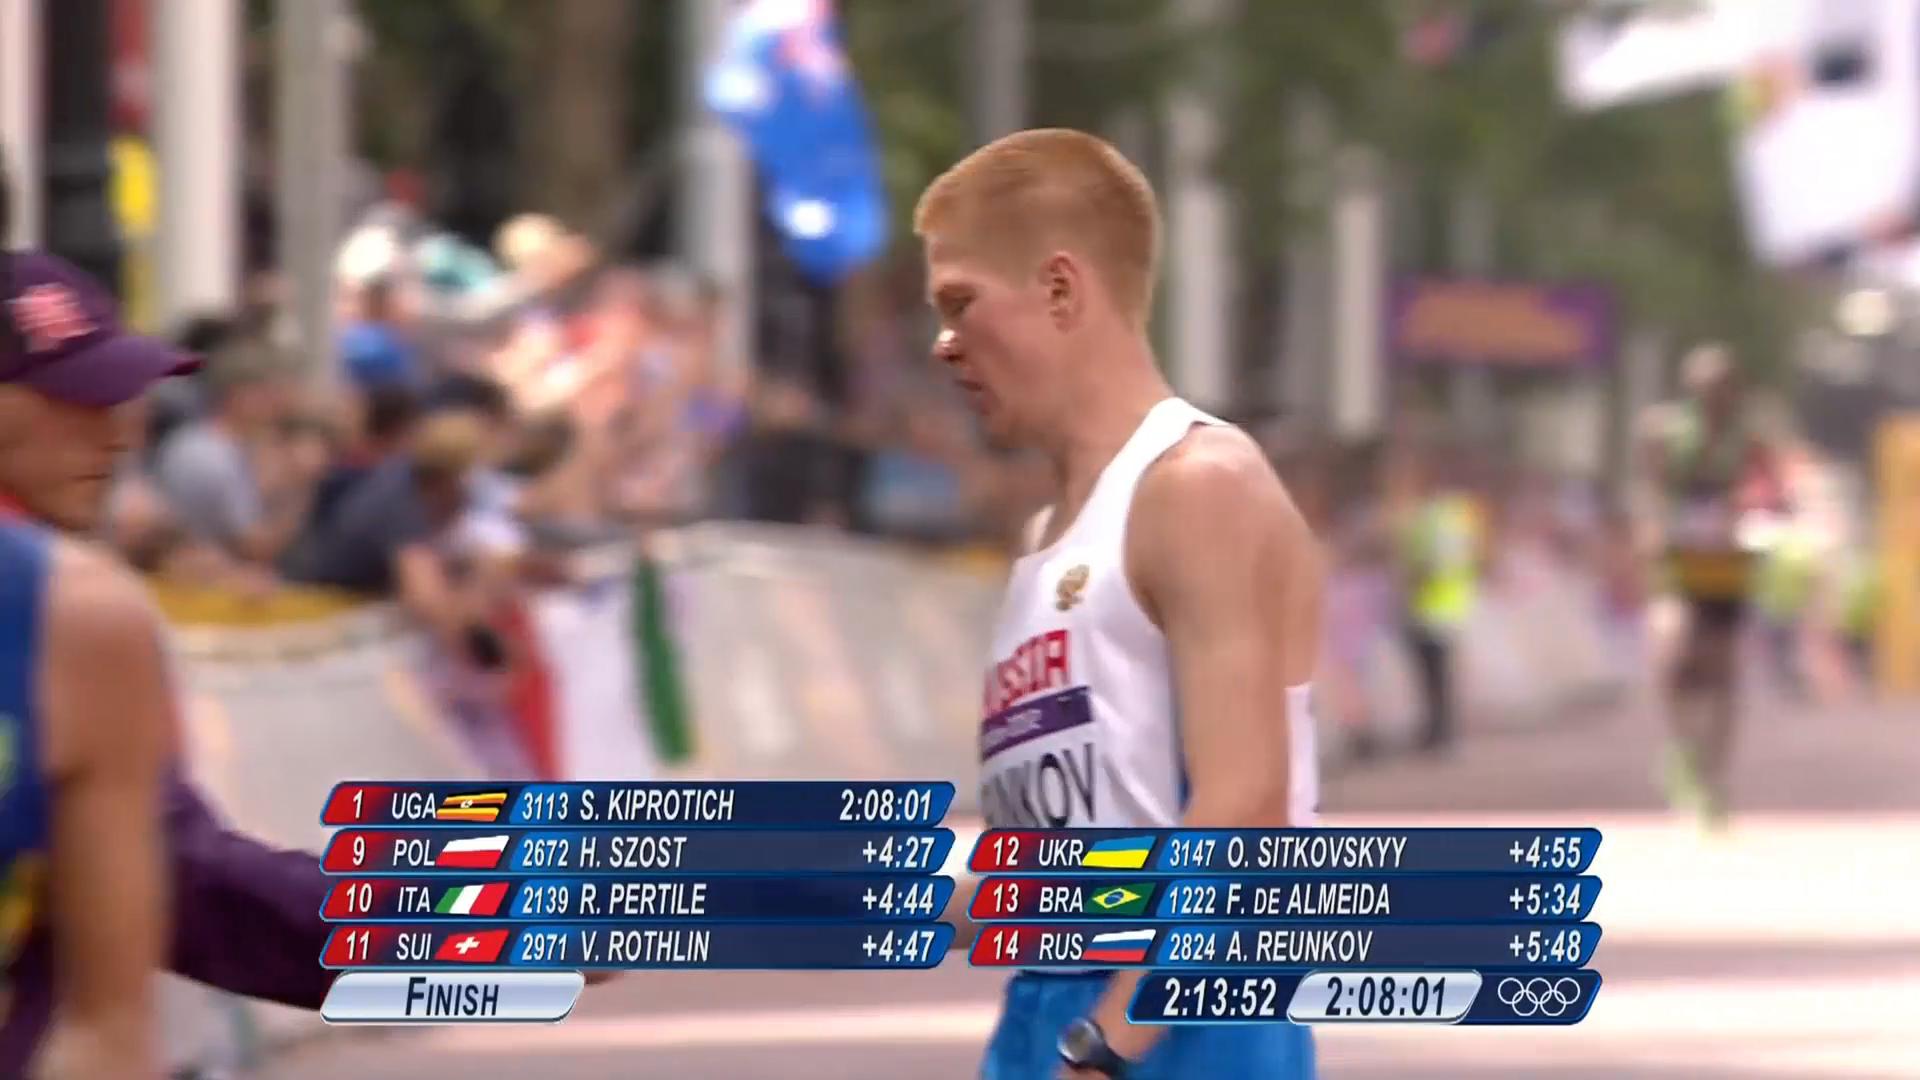 RUSSIA
NKOV
1 UGA 3113 S. KIPROTICH 2:08:01
9 POL 2672 H. SZOST +4:27
10 ITA 2139 R. PERTILE +4:44
11 SUI 2971 V. ROTHLIN +4:47
12 UKR 3147 O. SITKOVSKYY +4:55
13 BRA 1222 F. DE ALMEIDA +5:34
14 RUS 2824 A. REUNKOV +5:48
FINISH
2:13:52 2:08:01